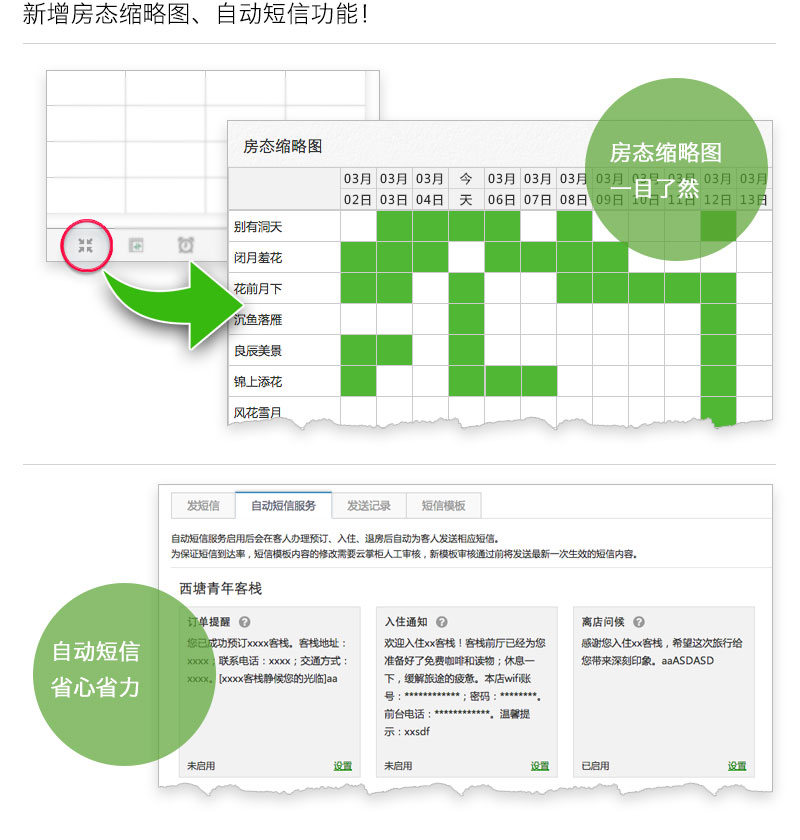 新增房态缩略图、自动短信功能！
房态缩略图
房态缩略图
一目了然
03月 03月 03月 今 03月 03月 03月 03月 03月 03月 03月 03月
02日 03日 04日 天 06日 07日 08日 09日 10日 11日 12日 13日
别有洞天
闭月羞花
花前月下
沉鱼落雁
良辰美景
锦上添花
风花雪月
发短信 自动短信服务 发送记录 短信模板
自动短信服务启用后会在客人办理预订、入住、退房后自动为客人发送相应短信。
为保证短信到达率，短信模板内容的修改需要云掌柜人工审核，新模板审核通过前将发送最新一次生效的短信内容。
西塘青年客栈
自动短信
省心省力
订单提醒 ?
您已成功预订xxxx客栈。客栈地址：
xxxx；联系电话：xxxx；交通方式：
xxxx。[xxxx客栈静候您的光临]aa
未启用 设置
入住通知 ?
欢迎入住xx客栈！客栈前厅已经为您
准备好了免费咖啡和读物；休息一
下，缓解旅途的疲惫。本店wifi账
号：************；密码：********。
前台电话：************。温馨提
示：xxsdf
未启用 设置
离店问候 ?
感谢您入住xx客栈，希望这次旅行给
您带来深刻印象。aaASDASD
已启用 设置